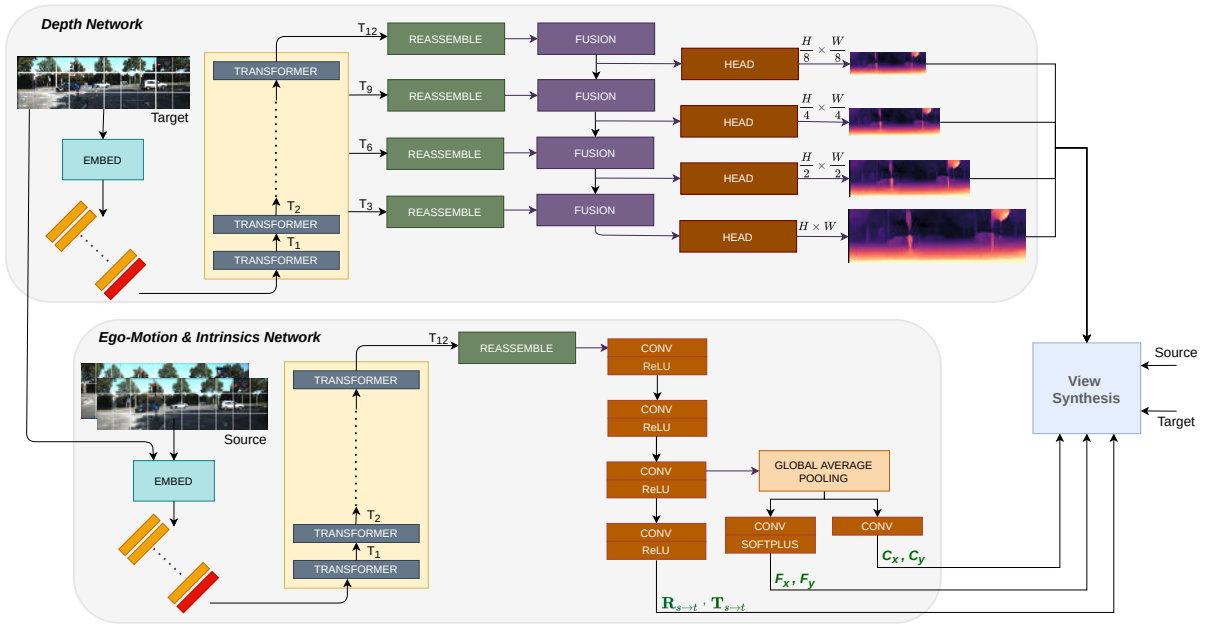 Depth Network
Target
EMBED
TRANSFORMER
T2
TRANSFORMER
T1
TRANSFORMER
T12
REASSEMBLE
FUSION
HEAD
H/8 × W/8
T9
REASSEMBLE
FUSION
HEAD
H/4 × W/4
T6
REASSEMBLE
FUSION
HEAD
H/2 × W/2
T3
REASSEMBLE
FUSION
HEAD
H × W
Ego-Motion & Intrinsics Network
Source
EMBED
TRANSFORMER
T2
TRANSFORMER
T1
TRANSFORMER
T12
REASSEMBLE
CONV
ReLU
CONV
ReLU
CONV
ReLU
CONV
ReLU
GLOBAL AVERAGE
POOLING
CONV
SOFTPLUS
CONV
Cx , Cy
Fx , Fy
Rs→t , Ts→t
View
Synthesis
Source
Target